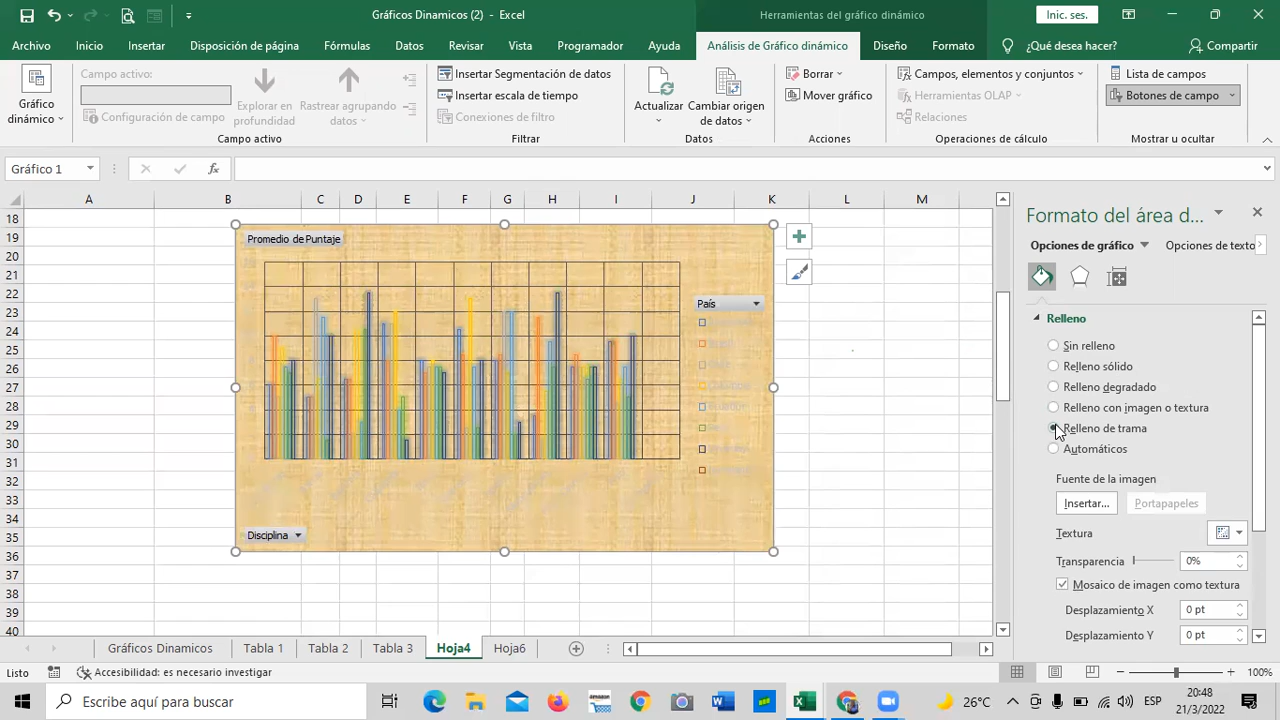 Gráficos Dinamicos (2) - Excel
Herramientas del gráfico dinámico
Inic. ses.
Archivo
Insertar
Disposición de página
Fórmulas
Datos
Revisar
Vista
Programador
Ayuda
Análisis de Gráfico dinámico
Diseño
Formato
¿Qué desea hacer?
Compartir
Gráfico dinámico
Campo activo:
Configuración de campo
Explorar en profundidad
Rastrear agrupando datos
Campo activo
Insertar Segmentación de datos
Insertar escala de tiempo
Conexiones de filtro
Filtrar
Actualizar
Cambiar origen de datos
Datos
Borrar
Mover gráfico
Acciones
Campos, elementos y conjuntos
Herramientas OLAP
Relaciones
Operaciones de cálculo
Lista de campos
Botones de campo
Mostrar u ocultar
Gráfico 1
fx
A B C D E F G H I J K L M
18
19
20
21
22
23
24
25
26
27
28
29
30
31
32
33
34
35
36
37
38
39
40
Promedio de Puntaje
País
Disciplina
Formato del área d...
Opciones de gráfico
Opciones de texto
Relleno
Sin relleno
Relleno sólido
Relleno degradado
Relleno con imagen o textura
Relleno de trama
Automáticos
Fuente de la imagen
Insertar...
Portapapeles
Textura
Transparencia
0%
Mosaico de imagen como textura
Desplazamiento X
0 pt
Desplazamiento Y
0 pt
Gráficos Dinamicos
Tabla 1
Tabla 2
Tabla 3
Hoja4
Hoja6
Listo
Accesibilidad: es necesario investigar
100%
Escribe aquí para buscar
26°C
ESP
20:48
21/3/2022